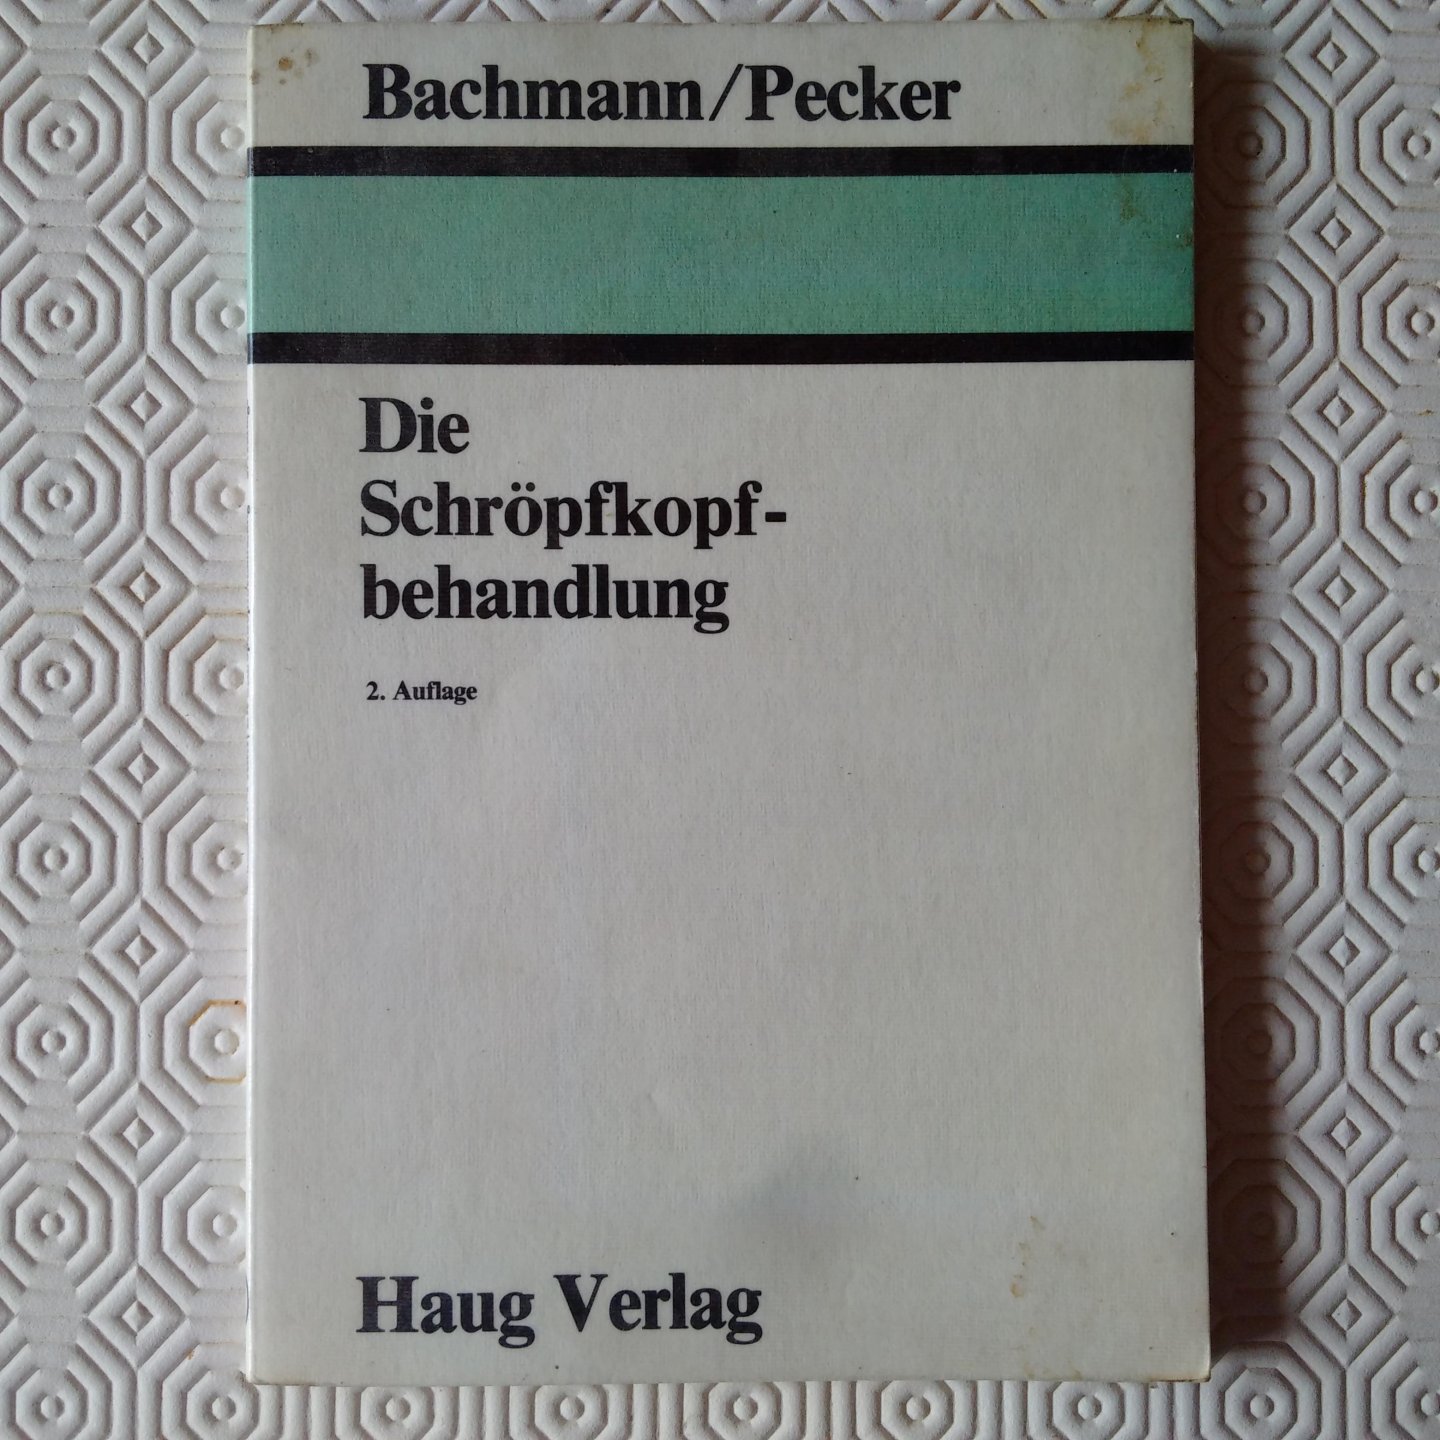 Bachmann/Pecker
Die
Schröpfkopf-
behandlung
2. Auflage
Haug Verlag